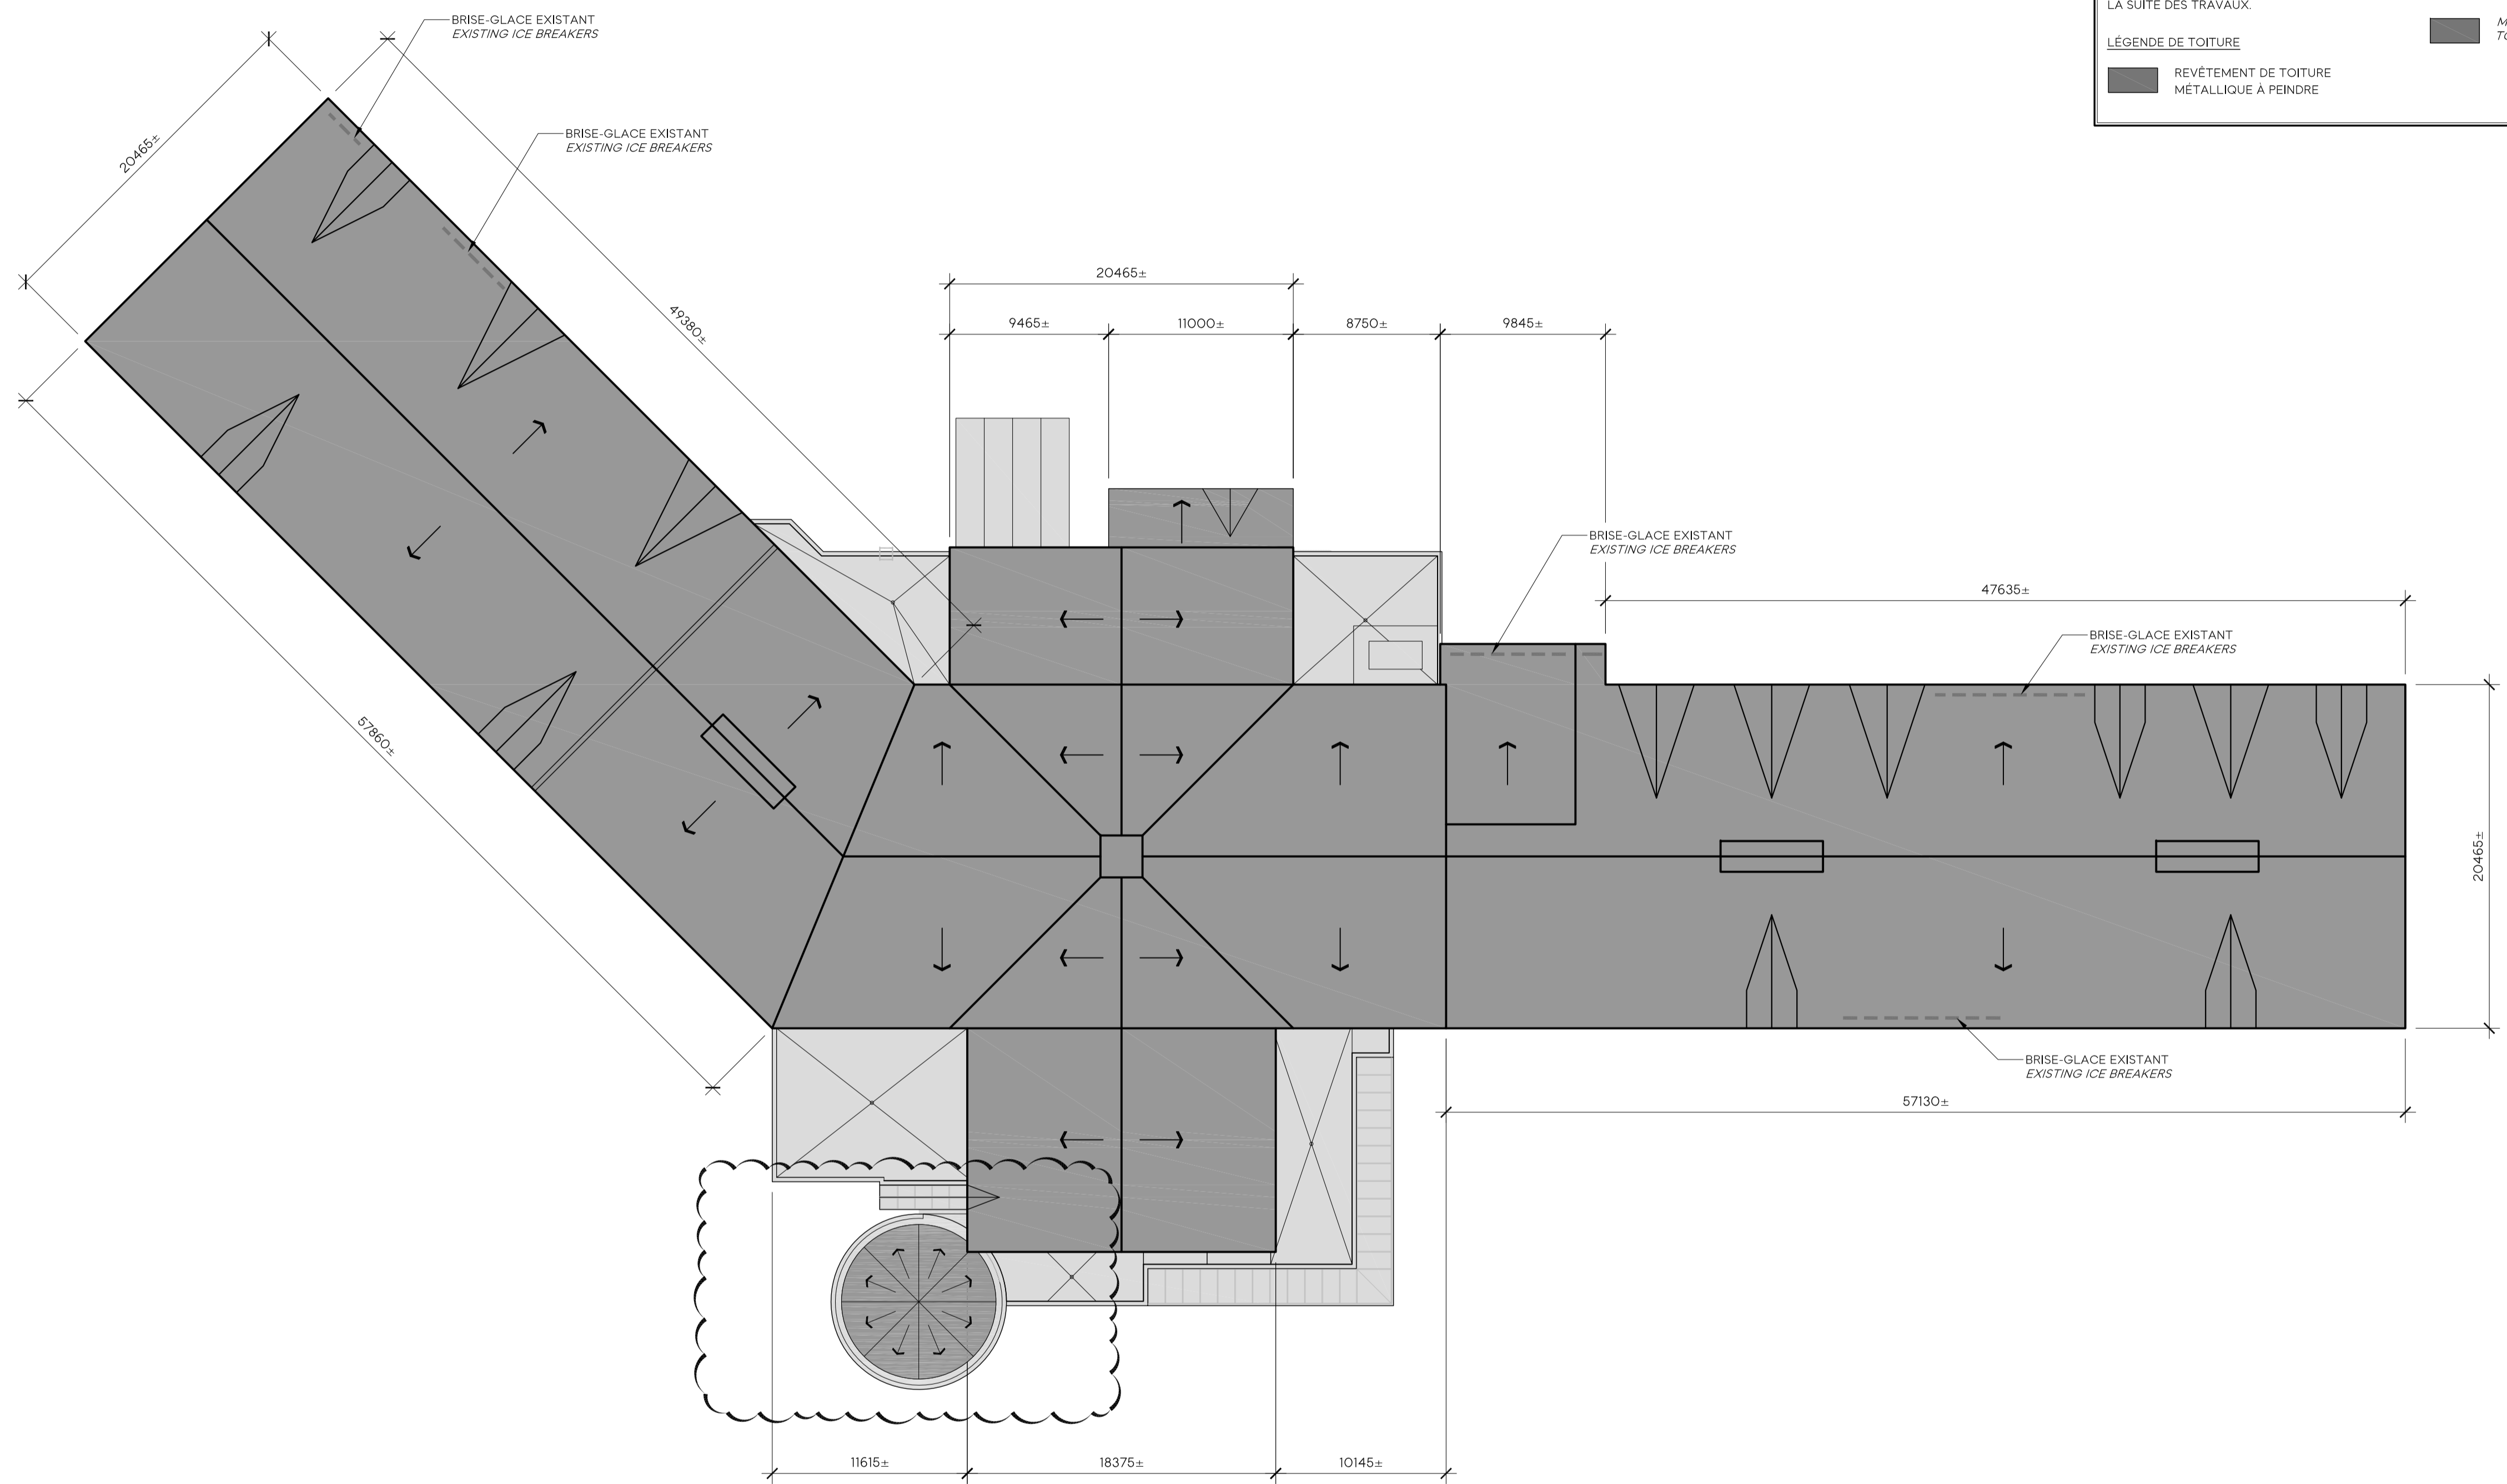 BRISE-GLACE EXISTANT
EXISTING ICE BREAKERS
LA SUITE DES TRAVAUX.
LÉGENDE DE TOITURE
REVÊTEMENT DE TOITURE
MÉTALLIQUE À PEINDRE
BRISE-GLACE EXISTANT
EXISTING ICE BREAKERS
20465±
49380±
20465±
9465±
11000±
8750±
9845±
BRISE-GLACE EXISTANT
EXISTING ICE BREAKERS
47635±
BRISE-GLACE EXISTANT
EXISTING ICE BREAKERS
57860±
20465±
BRISE-GLACE EXISTANT
EXISTING ICE BREAKERS
57130±
11615±
18375±
10145±